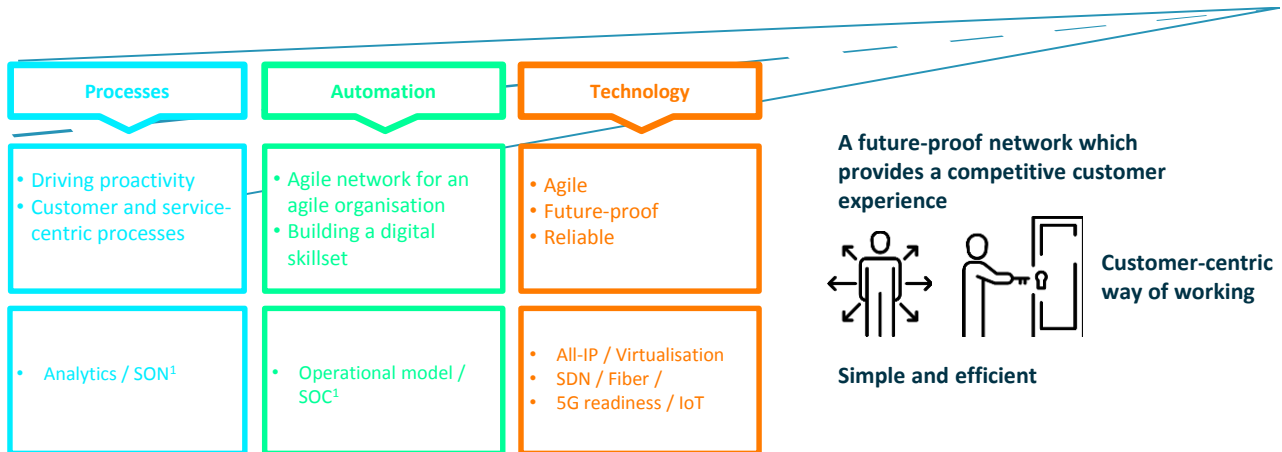 Processes
• Driving proactivity
• Customer and service-
centric processes
• Analytics / SON¹
Automation
• Agile network for an
agile organisation
• Building a digital
skillset
• Operational model /
SOC¹
Technology
• Agile
• Future-proof
• Reliable
• All-IP / Virtualisation
• SDN / Fiber /
• 5G readiness / IoT
A future-proof network which
provides a competitive customer
experience
Customer-centric
way of working
Simple and efficient